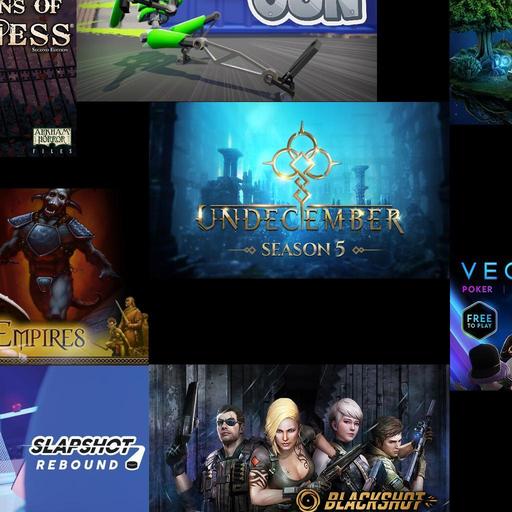 NS OF
NESS
SECOND EDITION
ARKHAM
HORROR
FILES
GUN
UNDECEMBER
SEASON 5
EMPIRES
VEG
POKER
FREE
TO PLAY
SLAPSHOT
REBOUND
BLACKSHOT